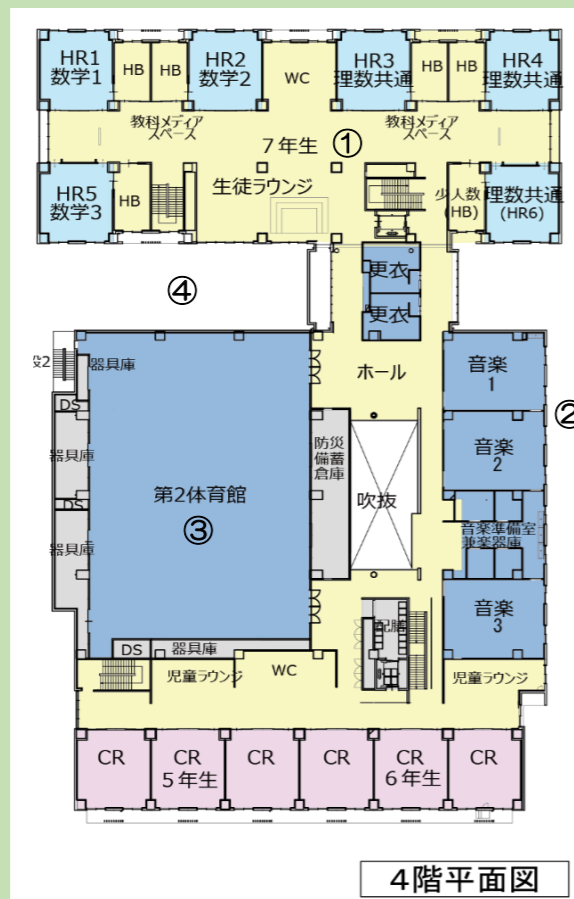 HR1
数学1
HB
HB
HR2
数学2
WC
HR3
理数共通
HB
HB
HR4
理数共通
教科メディア
スペース
7年生
①
教科メディア
スペース
HR5
数学3
HB
生徒ラウンジ
少人数
(HB)
理数共通
(HR6)
④
更衣
更衣
ホール
器具庫
DS
器具庫
DS
器具庫
第2体育館
③
防災
備蓄
倉庫
吹抜
音楽
1
②
音楽
2
音楽準備室
兼楽器庫
音楽
3
配膳
DS
器具庫
児童ラウンジ
WC
児童ラウンジ
CR
CR
5年生
CR
CR
CR
6年生
CR
4階平面図